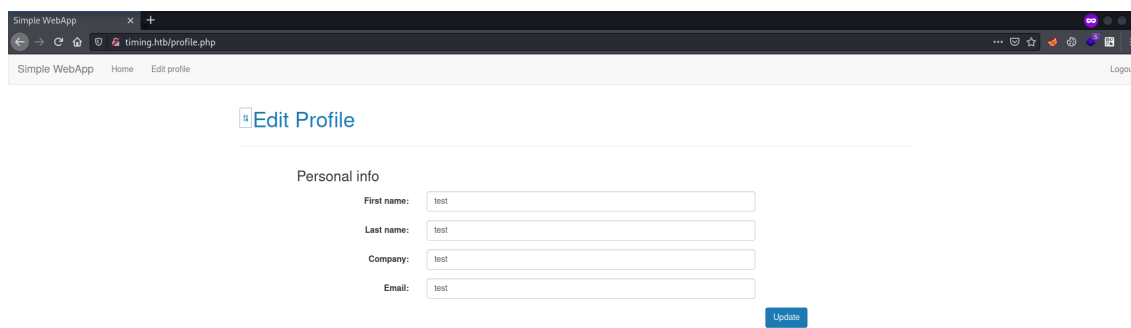 Simple WebApp
timing.htb/profile.php
Simple WebApp Home Edit profile
Edit Profile
Personal info
First name: test
Last name: test
Company: test
Email: test
Update